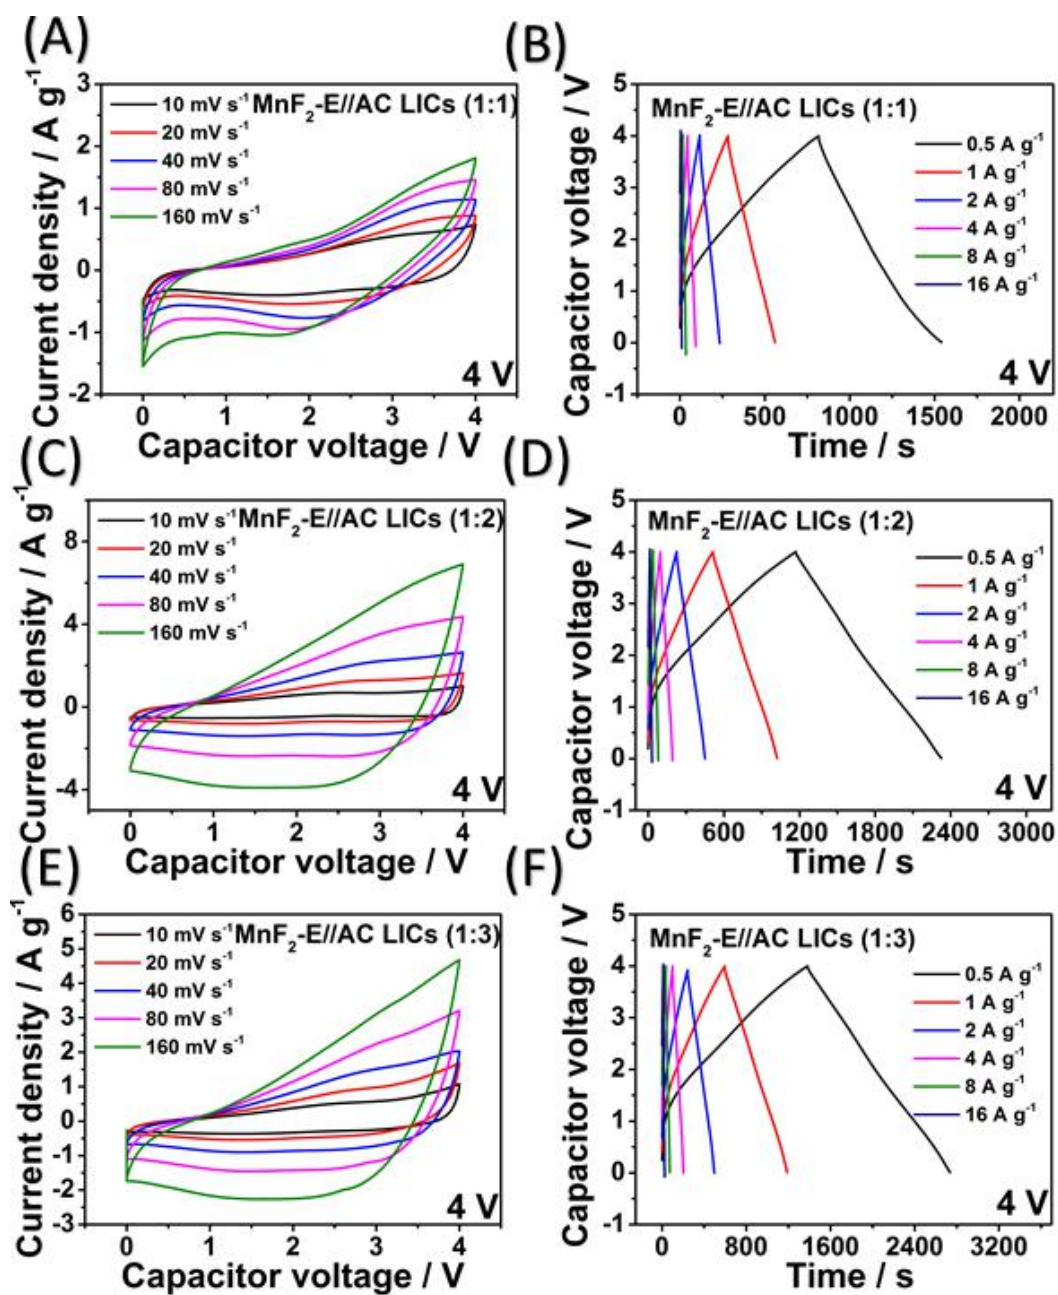 (A)
Current density / A g⁻¹
3
2
1
0
-1
-2
10 mV s⁻¹ MnF₂-E//AC LICs (1:1)
20 mV s⁻¹
40 mV s⁻¹
80 mV s⁻¹
160 mV s⁻¹
4 V
0 1 2 3 4
Capacitor voltage / V
(B)
Capacitor voltage / V
5
4
3
2
1
0
-1
MnF₂-E//AC LICs (1:1)
0.5 A g⁻¹
1 A g⁻¹
2 A g⁻¹
4 A g⁻¹
8 A g⁻¹
16 A g⁻¹
4 V
0 500 1000 1500 2000
Time / s
(C)
Current density / A g⁻¹
8
4
0
-4
10 mV s⁻¹ MnF₂-E//AC LICs (1:2)
20 mV s⁻¹
40 mV s⁻¹
80 mV s⁻¹
160 mV s⁻¹
4 V
0 1 2 3 4
Capacitor voltage / V
(D)
Capacitor voltage / V
5
4
3
2
1
0
-1
MnF₂-E//AC LICs (1:2)
0.5 A g⁻¹
1 A g⁻¹
2 A g⁻¹
4 A g⁻¹
8 A g⁻¹
16 A g⁻¹
4 V
0 600 1200 1800 2400 3000
Time / s
(E)
Current density / A g⁻¹
6
5
4
3
2
1
0
-1
-2
-3
10 mV s⁻¹ MnF₂-E//AC LICs (1:3)
20 mV s⁻¹
40 mV s⁻¹
80 mV s⁻¹
160 mV s⁻¹
4 V
0 1 2 3 4
Capacitor voltage / V
(F)
Capacitor voltage / V
5
4
3
2
1
0
-1
MnF₂-E//AC LICs (1:3)
0.5 A g⁻¹
1 A g⁻¹
2 A g⁻¹
4 A g⁻¹
8 A g⁻¹
16 A g⁻¹
4 V
0 800 1600 2400 3200
Time / s